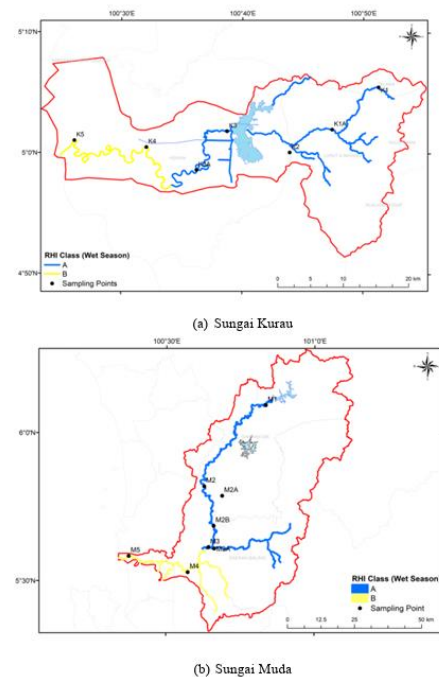 100°30'E 100°40'E 100°50'E
5°10'N
K1
K1A
K3
K2
K5
K4
5°0'N
4°50'N
RHI Class (Wet Season)
A
B
Sampling Points
0 5 10 20 km
(a) Sungai Kurau
100°30'E 101°0'E
M1
6°0'N
M2
M2A
M2B
M3
M5
M4
5°30'N
RHI Class (Wet Season)
A
B
Sampling Point
0 12.5 25 50 km
(b) Sungai Muda